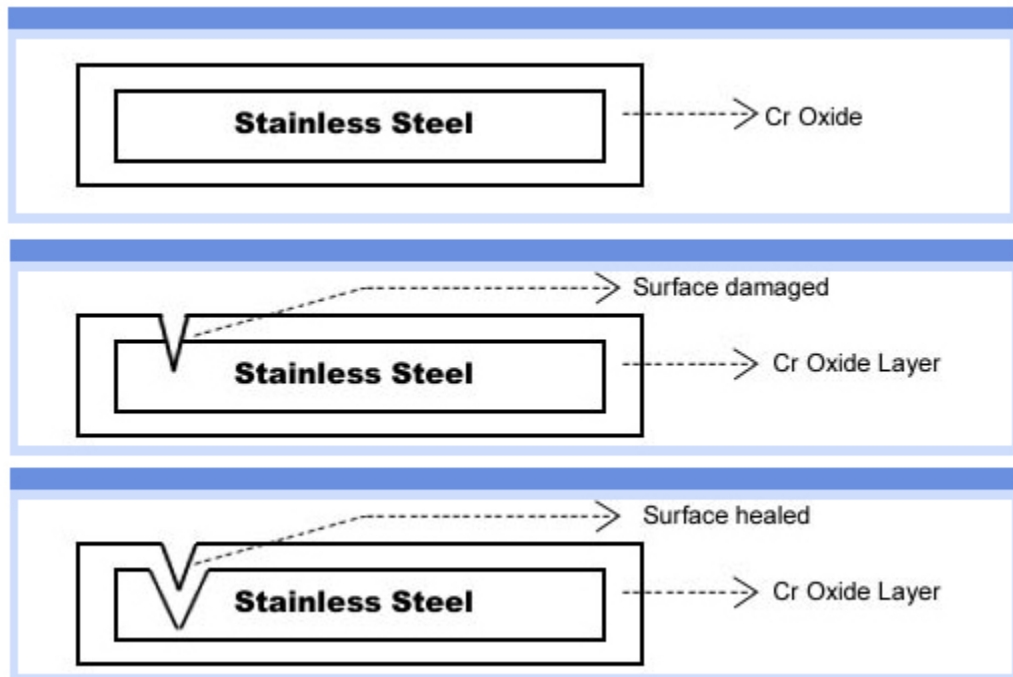 Stainless Steel
Cr Oxide
Surface damaged
Stainless Steel
Cr Oxide Layer
Surface healed
Stainless Steel
Cr Oxide Layer